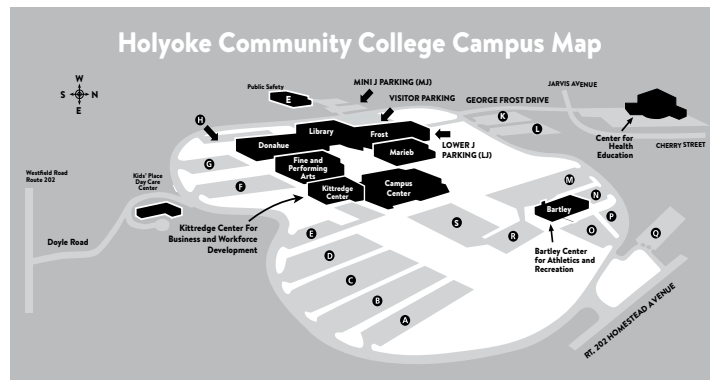 Holyoke Community College Campus Map
W
S
N
E
Public Safety
E
MINI J PARKING (MJ)
VISITOR PARKING
GEORGE FROST DRIVE
JARVIS AVENUE
H
K
L
Library
Frost
Donahue
Marieb
LOWER J
PARKING (LJ)
Center for
Health
Education
CHERRY STREET
G
Fine and
Performing
Arts
F
Westfield Road
Route 202
Kids' Place
Day Care
Center
Kittredge
Center
Campus
Center
M
N
Bartley
P
O
Q
S
R
E
Kittredge Center For
Business and Workforce
Development
Doyle Road
Bartley Center
for Athletics and
Recreation
D
C
B
A
RT. 202 HOMESTEAD AVENUE